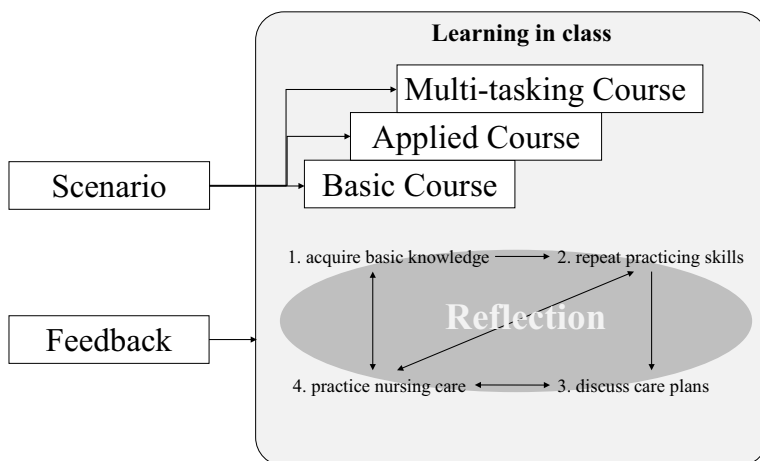 Learning in class
Multi-tasking Course
Applied Course
Basic Course
Scenario
1. acquire basic knowledge
2. repeat practicing skills
Reflection
Feedback
4. practice nursing care
3. discuss care plans